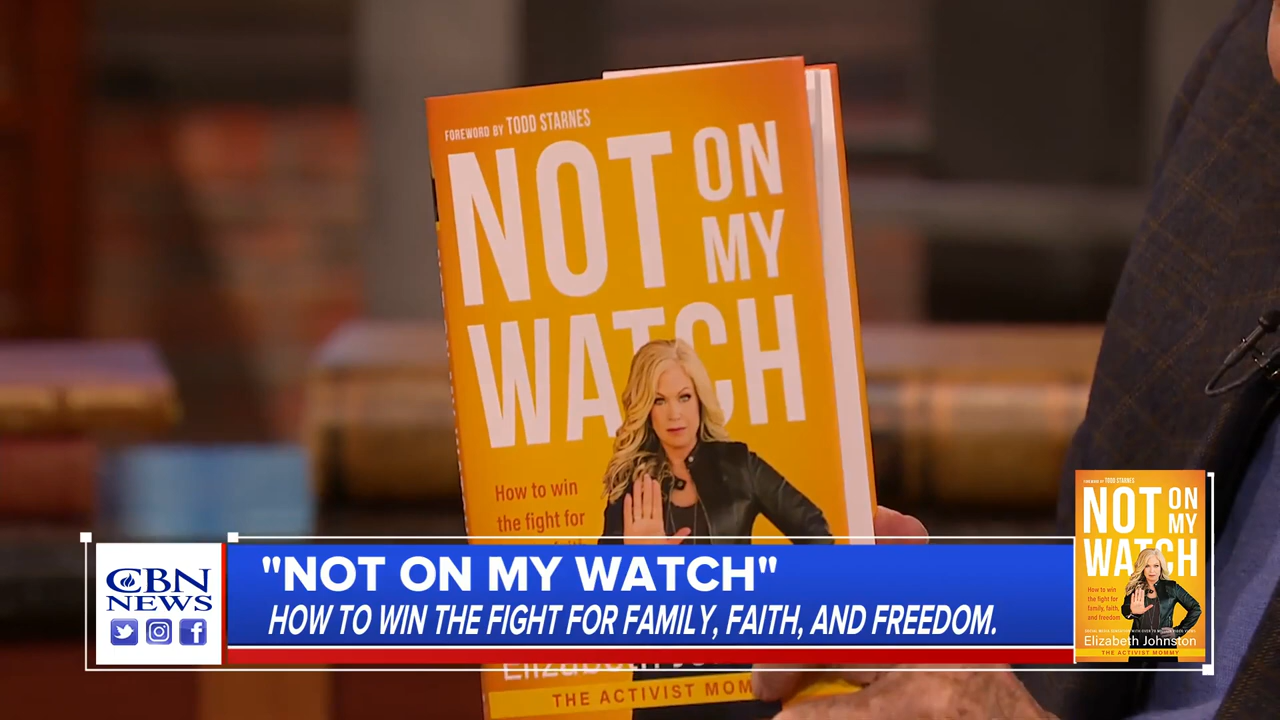 FOREWORD BY TODD STARNES
NOT ON
MY
WATCH
How to win
the fight for
THE ACTIVIST MOM
CBN
NEWS
"NOT ON MY WATCH"
HOW TO WIN THE FIGHT FOR FAMILY, FAITH, AND FREEDOM.
FOREWORD BY TODD STARNES
NOT ON
MY
WATCH
How to win
the fight for
family, faith,
and freedom
Elizabeth Johnston
THE ACTIVIST MOMMY